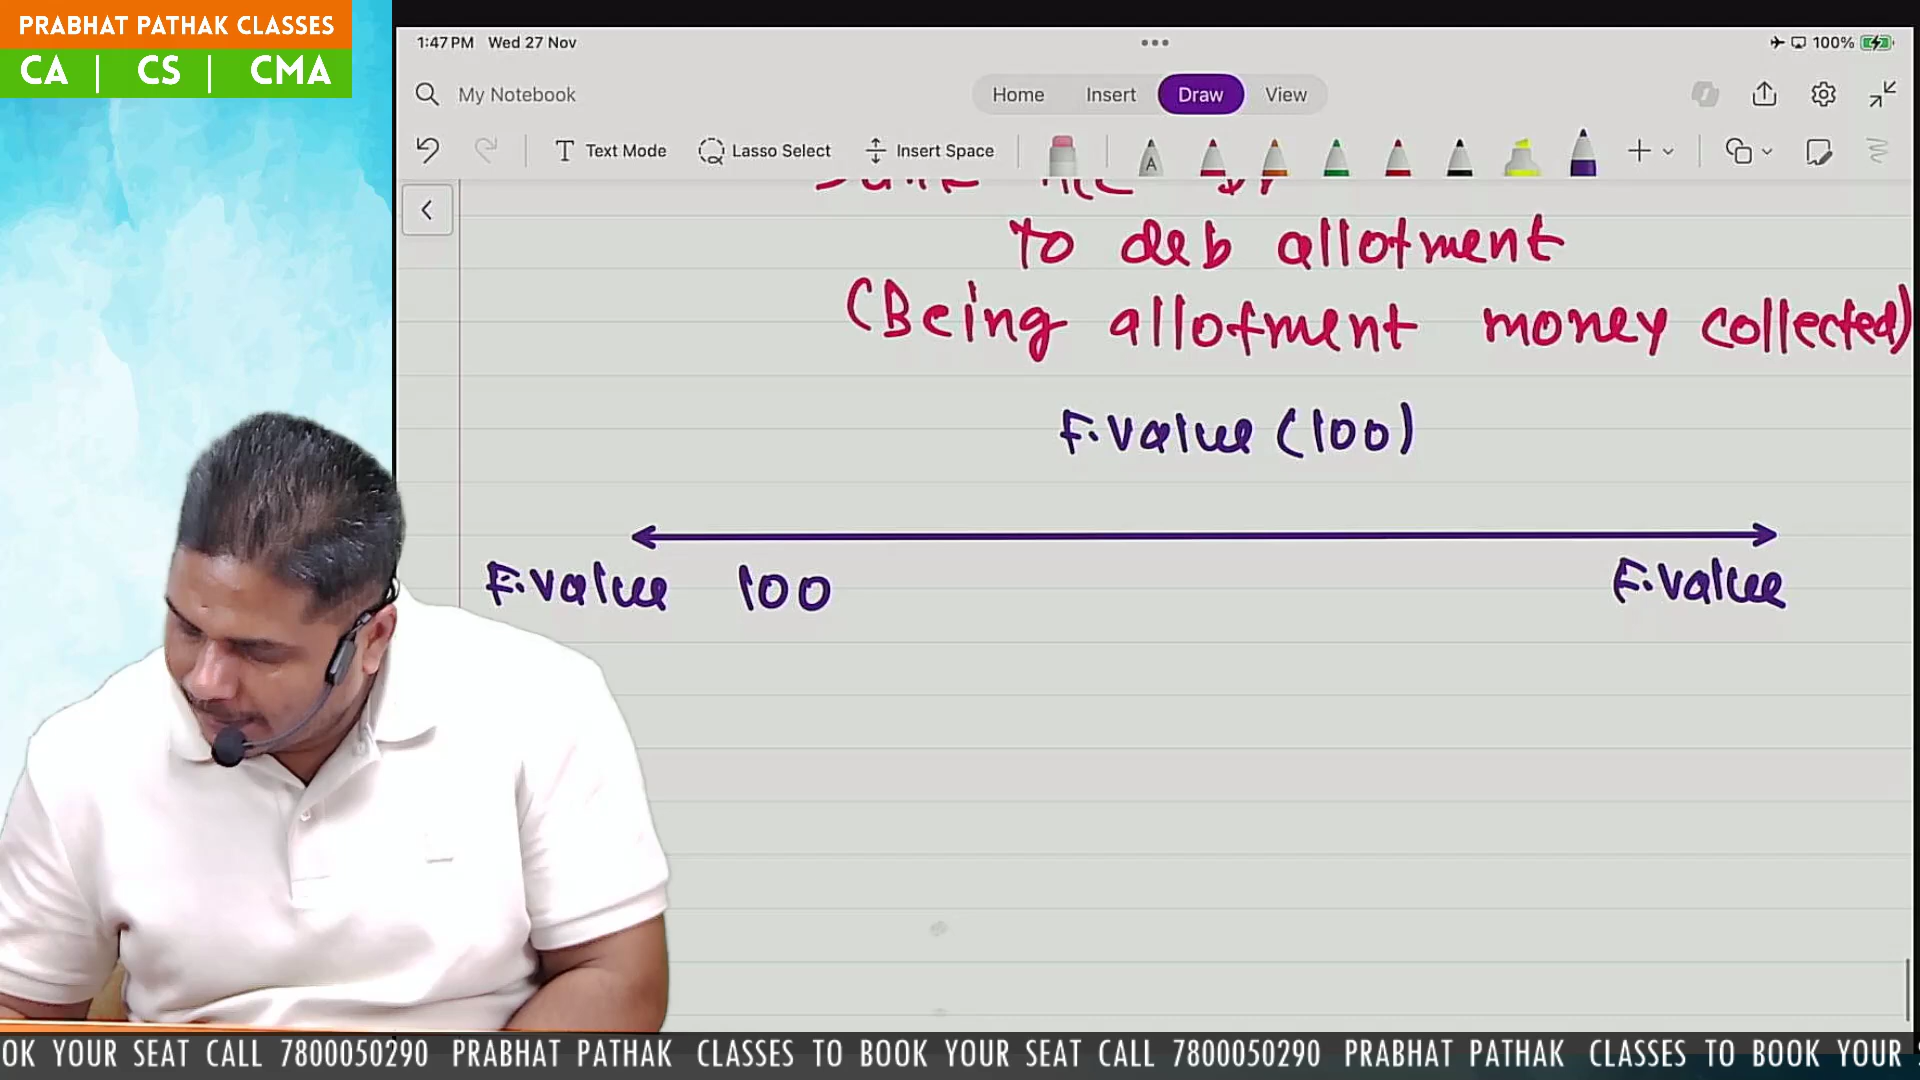 PRABHAT PATHAK CLASSES
CA | CS | CMA
1:47 PM Wed 27 Nov
100%
My Notebook
Home Insert Draw View
Text Mode Lasso Select Insert Space
A
to deb allotment
(Being allotment money collected)
F.value (100)
F.value 100 F.value
OK YOUR SEAT CALL 7800050290 PRABHAT PATHAK CLASSES TO BOOK YOUR SEAT CALL 7800050290 PRABHAT PATHAK CLASSES TO BOOK YOUR